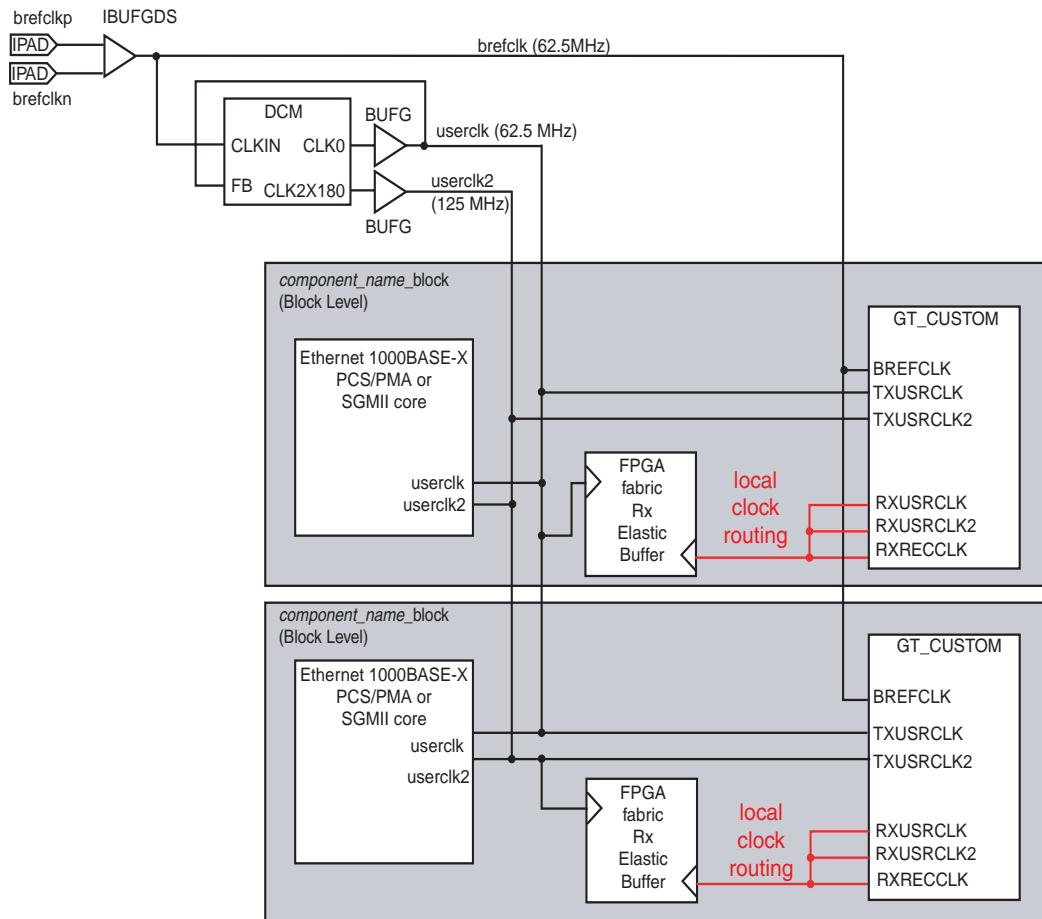 brefclkp
IBUFGDS
IPAD
IPAD
brefclkn
brefclk (62.5MHz)
DCM
BUFG
CLKIN
CLK0
userclk (62.5 MHz)
FB
CLK2X180
userclk2
(125 MHz)
BUFG
component_name_block
(Block Level)
GT_CUSTOM
Ethernet 1000BASE-X
PCS/PMA or
SGMII core
BREFCLK
TXUSRCLK
TXUSRCLK2
userclk
userclk2
FPGA
fabric
Rx
Elastic
Buffer
local
clock
routing
RXUSRCLK
RXUSRCLK2
RXRECCLK
component_name_block
(Block Level)
GT_CUSTOM
Ethernet 1000BASE-X
PCS/PMA or
SGMII core
BREFCLK
TXUSRCLK
TXUSRCLK2
userclk
userclk2
FPGA
fabric
Rx
Elastic
Buffer
local
clock
routing
RXUSRCLK
RXUSRCLK2
RXRECCLK